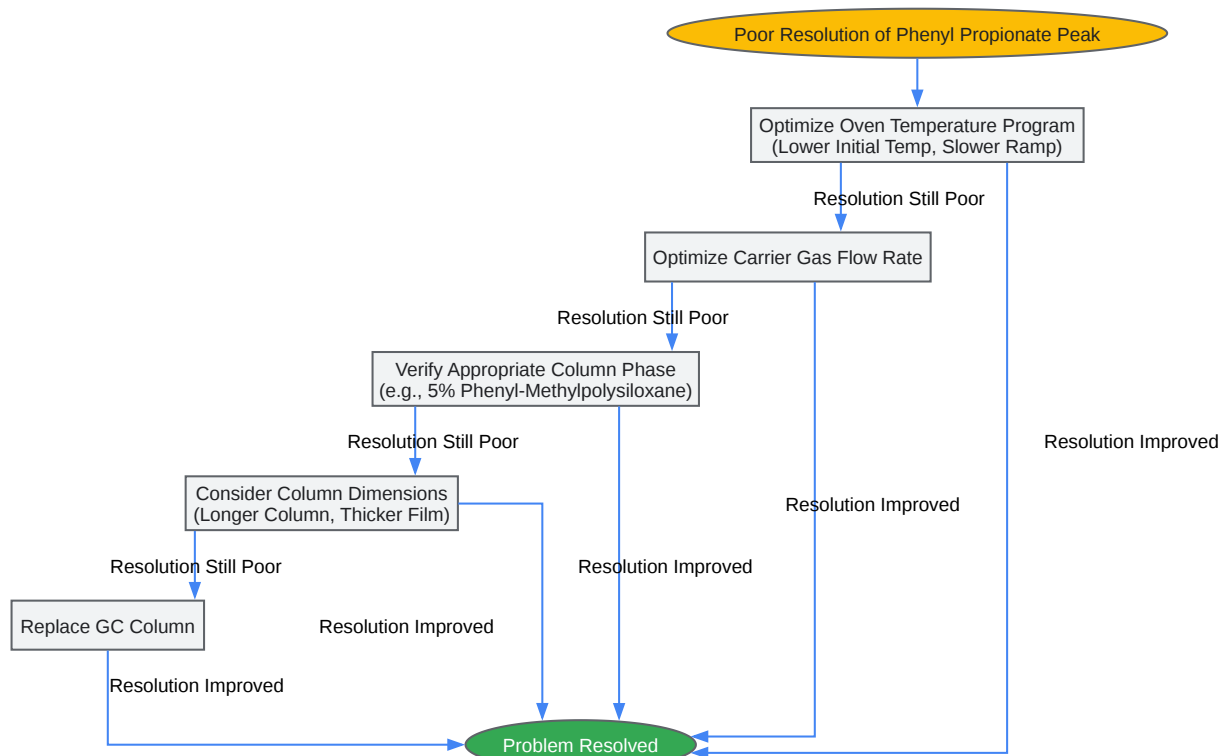 Poor Resolution of Phenyl Propionate Peak
Optimize Oven Temperature Program
(Lower Initial Temp, Slower Ramp)
Resolution Still Poor
Optimize Carrier Gas Flow Rate
Resolution Still Poor
Verify Appropriate Column Phase
(e.g., 5% Phenyl-Methylpolysiloxane)
Resolution Still Poor
Resolution Improved
Consider Column Dimensions
(Longer Column, Thicker Film)
Resolution Improved
Resolution Still Poor
Resolution Improved
Replace GC Column
Resolution Improved
Resolution Improved
Problem Resolved